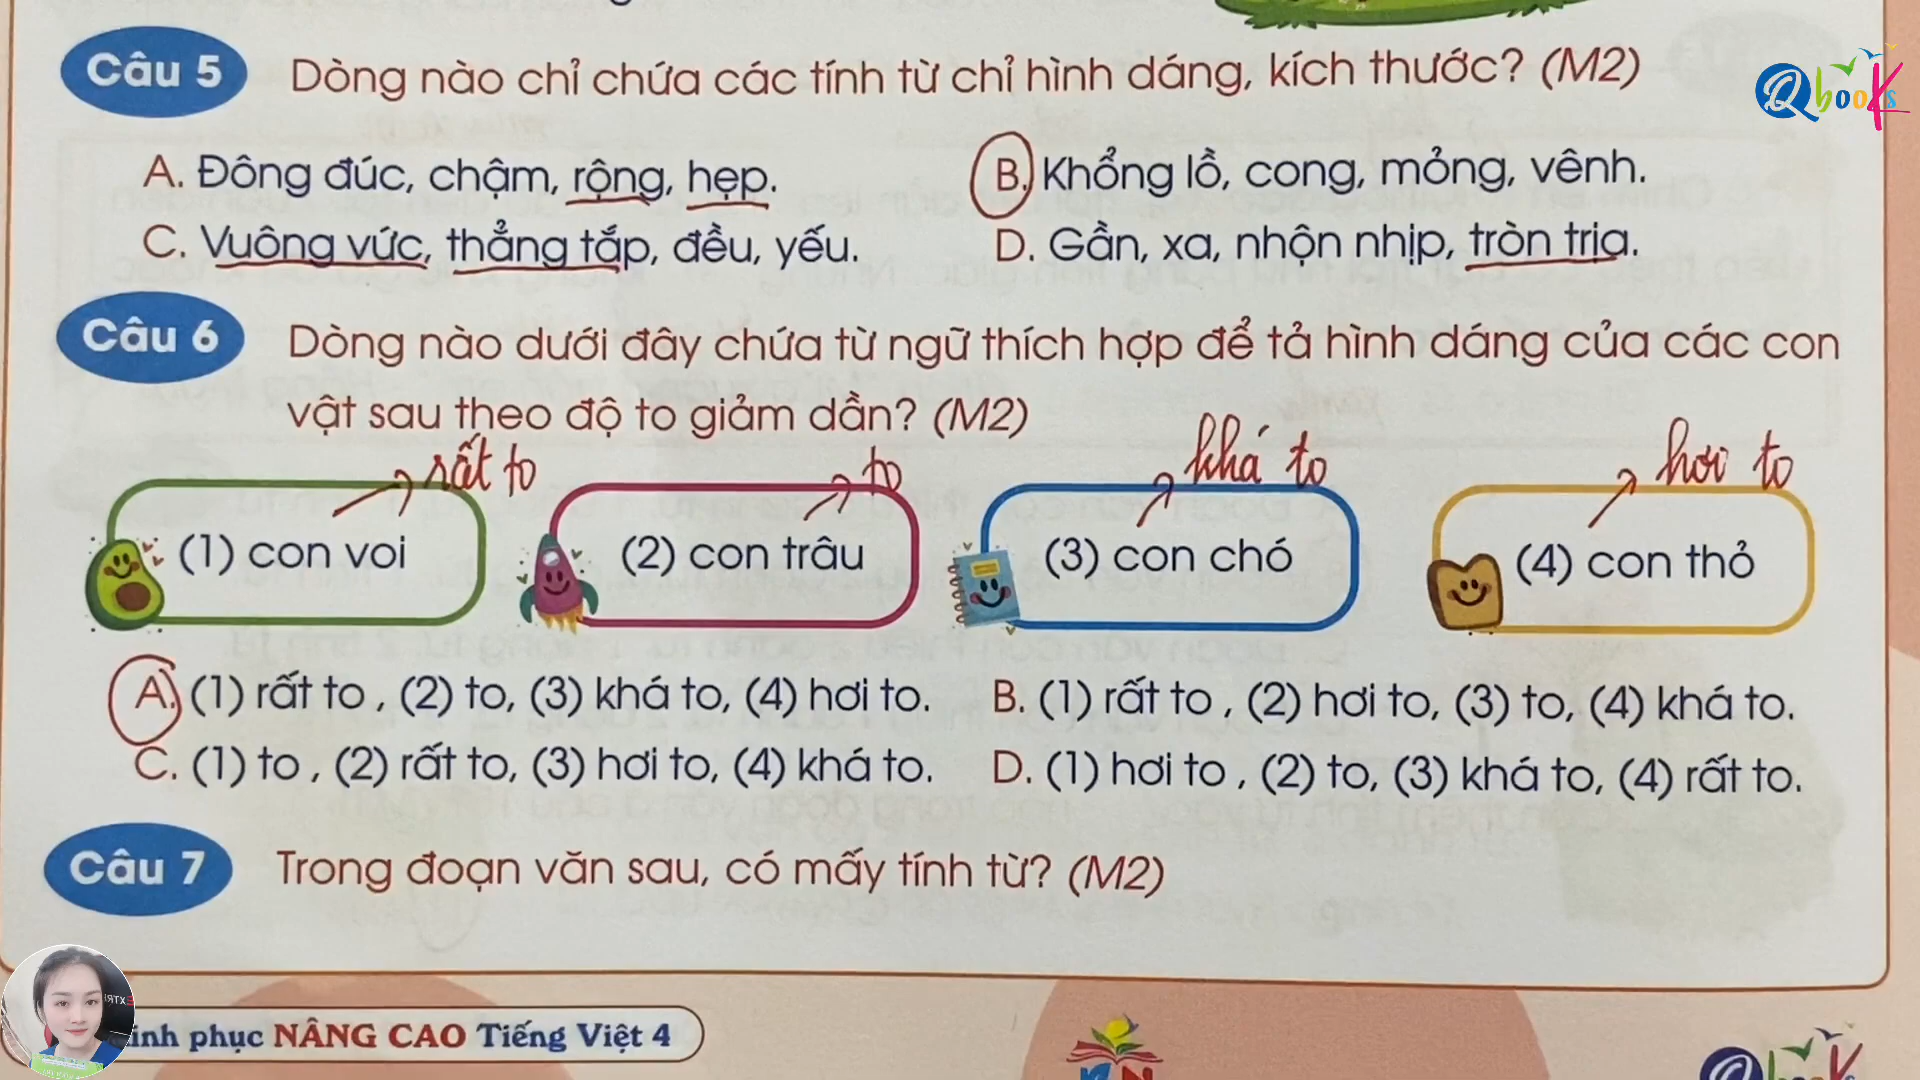 Câu 5 Dòng nào chỉ chứa các tính từ chỉ hình dáng, kích thước? (M2)
Qbooks
A. Đông đúc, chậm, rộng, hẹp.
B. Khổng lồ, cong, mỏng, vênh.
C. Vuông vức, thẳng tắp, đều, yếu.
D. Gần, xa, nhộn nhịp, tròn trịa.
Câu 6 Dòng nào dưới đây chứa từ ngữ thích hợp để tả hình dáng của các con
vật sau theo độ to giảm dần? (M2)
rất to
to
khá to
hơi to
(1) con voi
(2) con trâu
(3) con chó
(4) con thỏ
A. (1) rất to , (2) to, (3) khá to, (4) hơi to.
B. (1) rất to , (2) hơi to, (3) to, (4) khá to.
C. (1) to , (2) rất to, (3) hơi to, (4) khá to.
D. (1) hơi to , (2) to, (3) khá to, (4) rất to.
Câu 7 Trong đoạn văn sau, có mấy tính từ? (M2)
phục NÂNG CAO Tiếng Việt 4